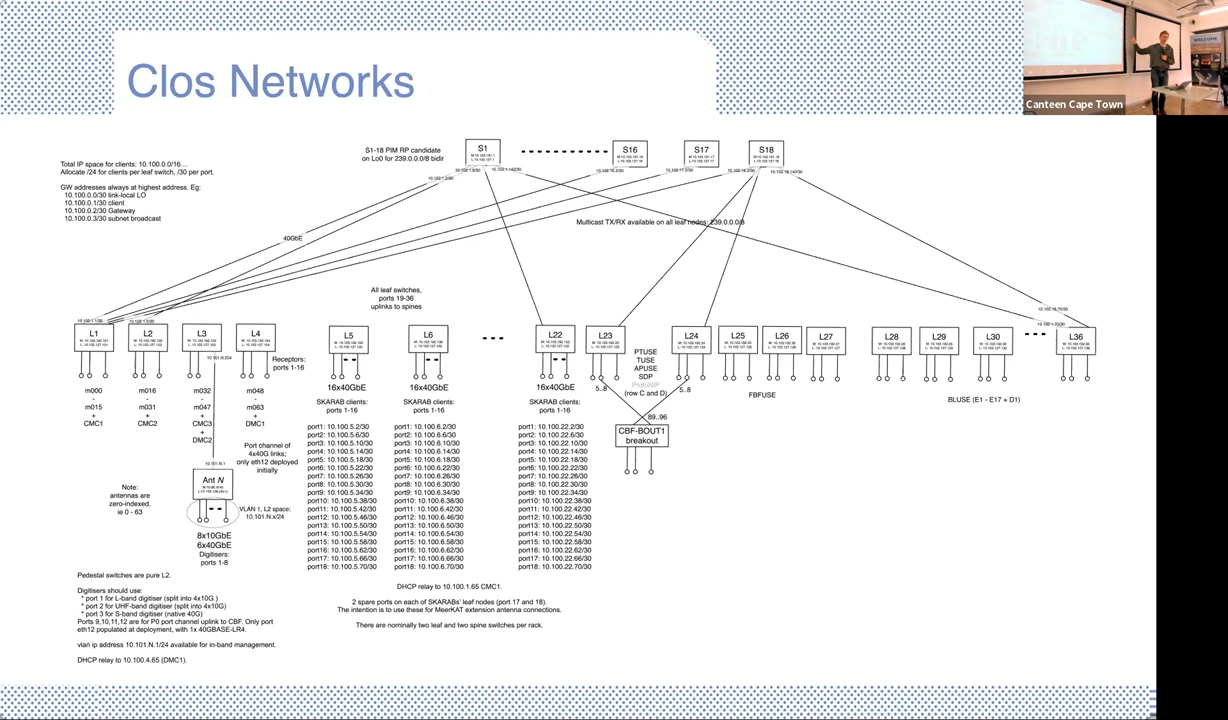 Clos Networks
Canteen Cape Town
WELCOME
Total IP space for clients: 10.100.0.0/16…
Allocate /24 for clients per leaf switch, /30 per port.
GW addresses always at highest address. Eg:
10.100.0.0/30 link-local LO
10.100.0.1/30 client
10.100.0.2/30 Gateway
10.100.0.3/30 subnet broadcast
S1-18 PIM RP candidate
on Lo0 for 239.0.0.0/8 bidir
S1
S16
S17
S18
Multicast TX/RX available on all leaf nodes: 239.0.0.0/8
40GbE
All leaf switches,
ports 19-36
uplinks to spines
L1
L2
L3
L4
L5
L6
L22
L23
L24
L25
L26
L27
L28
L29
L30
L36
10.101.N.254
Receptors:
ports 1-16
m000
-
m015
+
CMC1
m016
-
m031
+
CMC2
m032
-
m047
+
CMC3
+
DMC2
m048
-
m063
+
DMC1
16x40GbE
SKARAB clients:
ports 1-16
16x40GbE
SKARAB clients:
ports 1-16
16x40GbE
SKARAB clients:
ports 1-16
PTUSE
TUSE
APUSE
SDP
ProtoNIP
(row C and D)
5..8
5..8
89..96
CBF-BOUT1
breakout
FBFUSE
BLUSE (E1 - E17 + D1)
port1: 10.100.5.2/30
port2: 10.100.5.6/30
port3: 10.100.5.10/30
port4: 10.100.5.14/30
port5: 10.100.5.18/30
port6: 10.100.5.22/30
port7: 10.100.5.26/30
port8: 10.100.5.30/30
port9: 10.100.5.34/30
port10: 10.100.5.38/30
port11: 10.100.5.42/30
port12: 10.100.5.46/30
port13: 10.100.5.50/30
port14: 10.100.5.54/30
port15: 10.100.5.58/30
port16: 10.100.5.62/30
port17: 10.100.5.66/30
port18: 10.100.5.70/30
port1: 10.100.6.2/30
port2: 10.100.6.6/30
port3: 10.100.6.10/30
port4: 10.100.6.14/30
port5: 10.100.6.18/30
port6: 10.100.6.22/30
port7: 10.100.6.26/30
port8: 10.100.6.30/30
port9: 10.100.6.34/30
port10: 10.100.6.38/30
port11: 10.100.6.42/30
port12: 10.100.6.46/30
port13: 10.100.6.50/30
port14: 10.100.6.54/30
port15: 10.100.6.58/30
port16: 10.100.6.62/30
port17: 10.100.6.66/30
port18: 10.100.6.70/30
port1: 10.100.22.2/30
port2: 10.100.22.6/30
port3: 10.100.22.10/30
port4: 10.100.22.14/30
port5: 10.100.22.18/30
port6: 10.100.22.22/30
port7: 10.100.22.26/30
port8: 10.100.22.30/30
port9: 10.100.22.34/30
port10: 10.100.22.38/30
port11: 10.100.22.42/30
port12: 10.100.22.46/30
port13: 10.100.22.50/30
port14: 10.100.22.54/30
port15: 10.100.22.58/30
port16: 10.100.22.62/30
port17: 10.100.22.66/30
port18: 10.100.22.70/30
Port channel of
4x40G links;
only eth12 deployed
initially
10.101.N.1
Ant N
Note:
antennas are
zero-indexed.
ie 0 - 63
VLAN 1, L2 space:
10.101.N.x/24
8x10GbE
6x40GbE
Digitisers:
ports 1-8
Pedestal switches are pure L2.
Digitisers should use:
* port 1 for L-band digitiser (split into 4x10G )
* port 2 for UHF-band digitiser (split into 4x10G)
* port 3 for S-band digitiser (native 40G)
Ports 9,10,11,12 are for P0 port channel uplink to CBF. Only port
eth12 populated at deployment, with 1x 40GBASE-LR4.
vlan ip address 10.101.N.1/24 available for in-band management.
DHCP relay to 10.100.4.65 (DMC1).
DHCP relay to 10.100.1.65 CMC1.
2 spare ports on each of SKARABs' leaf nodes (port 17 and 18).
The intention is to use these for MeerKAT extension antenna connections.
There are nominally two leaf and two spine switches per rack.